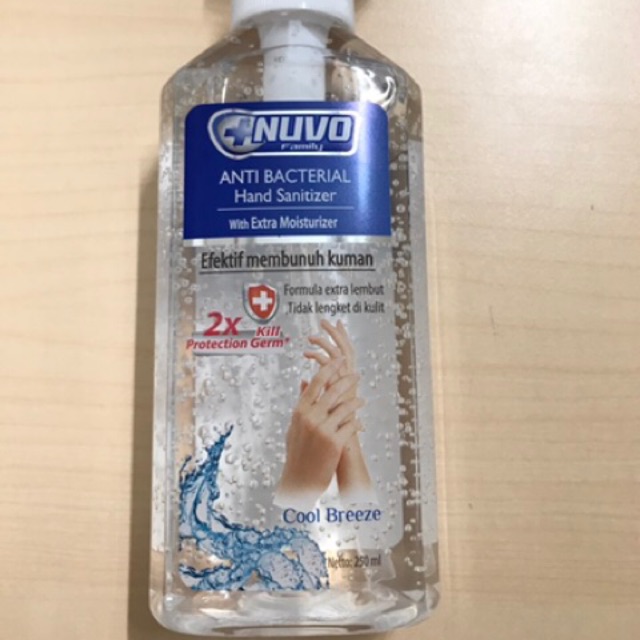 NUVO
Family
ANTI BACTERIAL
Hand Sanitizer
With Extra Moisturizer
Efektif membunuh kuman
Formula extra lembut
Tidak lengket di kulit
2x Kill
Protection Germ*
Cool Breeze
Netto: 250 ml